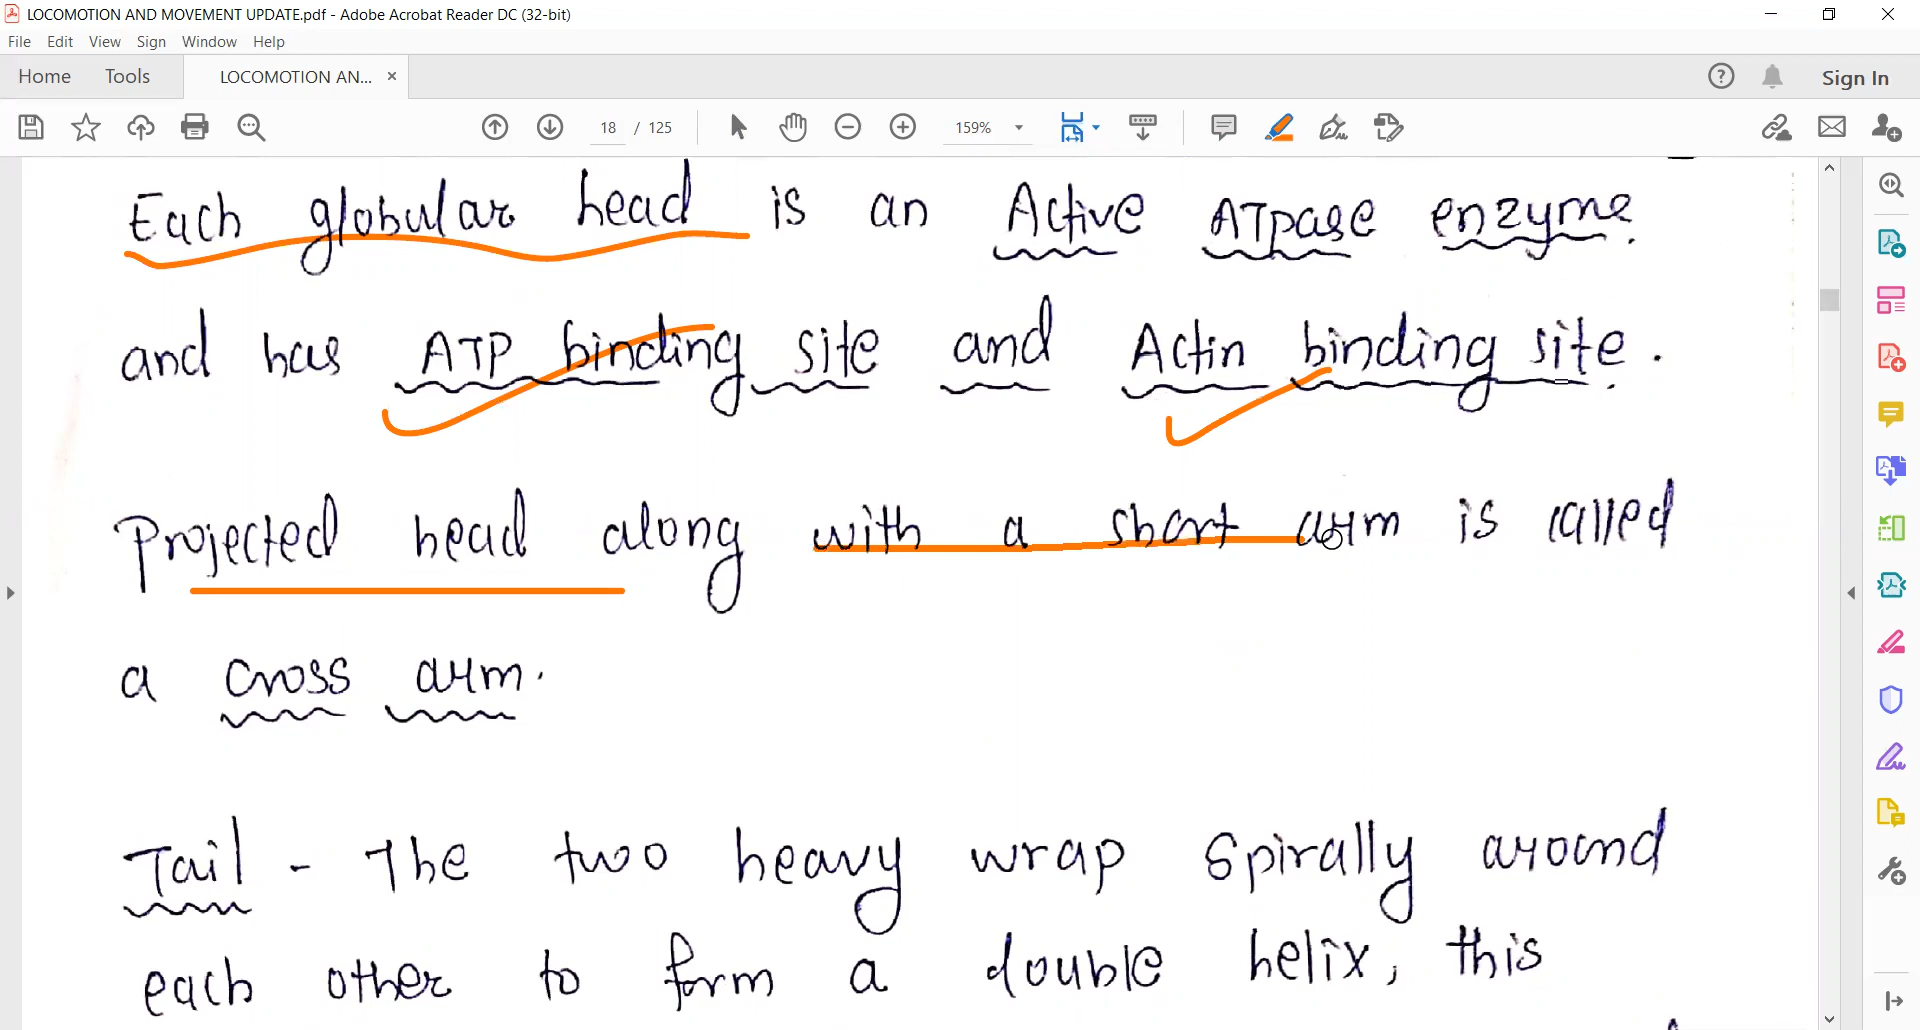 LOCOMOTION AND MOVEMENT UPDATE.pdf - Adobe Acrobat Reader DC (32-bit)
File Edit View Sign Window Help
Home Tools LOCOMOTION AN... × Sign In
18 / 125 159%
Each globular head is an Active ATPase enzyme.
and has ATP binding site and Actin binding site.
Projected head along with a short arm is called
a cross arm.
Tail - The two heavy wrap spirally around
each other to form a double helix, this